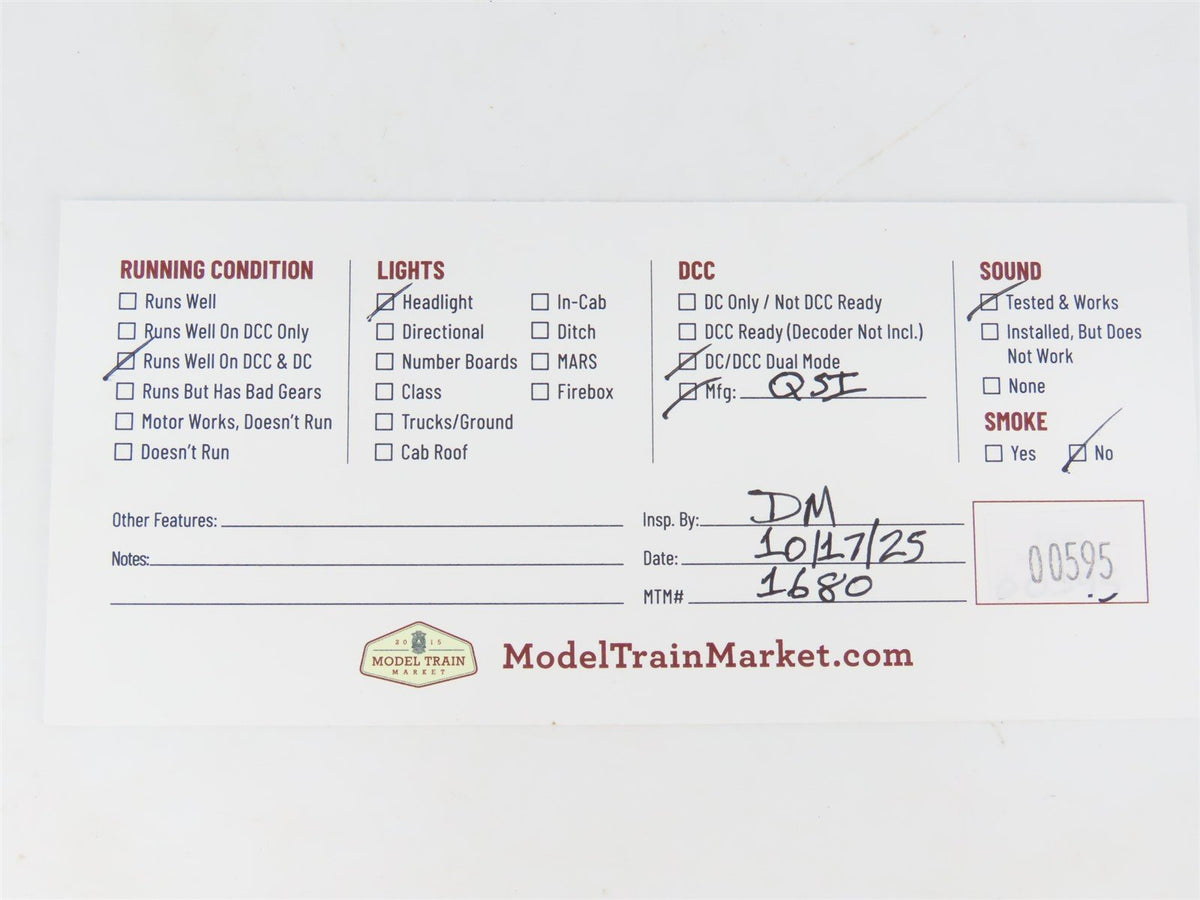 RUNNING CONDITION
Runs Well
Runs Well On DCC Only
Runs Well On DCC & DC
Runs But Has Bad Gears
Motor Works, Doesn't Run
Doesn't Run
LIGHTS
Headlight
Directional
Number Boards
Class
Trucks/Ground
Cab Roof
In-Cab
Ditch
MARS
Firebox
DCC
DC Only / Not DCC Ready
DCC Ready (Decoder Not Incl.)
DC/DCC Dual Mode
Mfg: QSI
SOUND
Tested & Works
Installed, But Does
Not Work
None
SMOKE
Yes No
Other Features:
Notes:
Insp. By: DM
Date: 10/17/25
MTM# 1680
00595
2015
MODEL TRAIN
MARKET
ModelTrainMarket.com